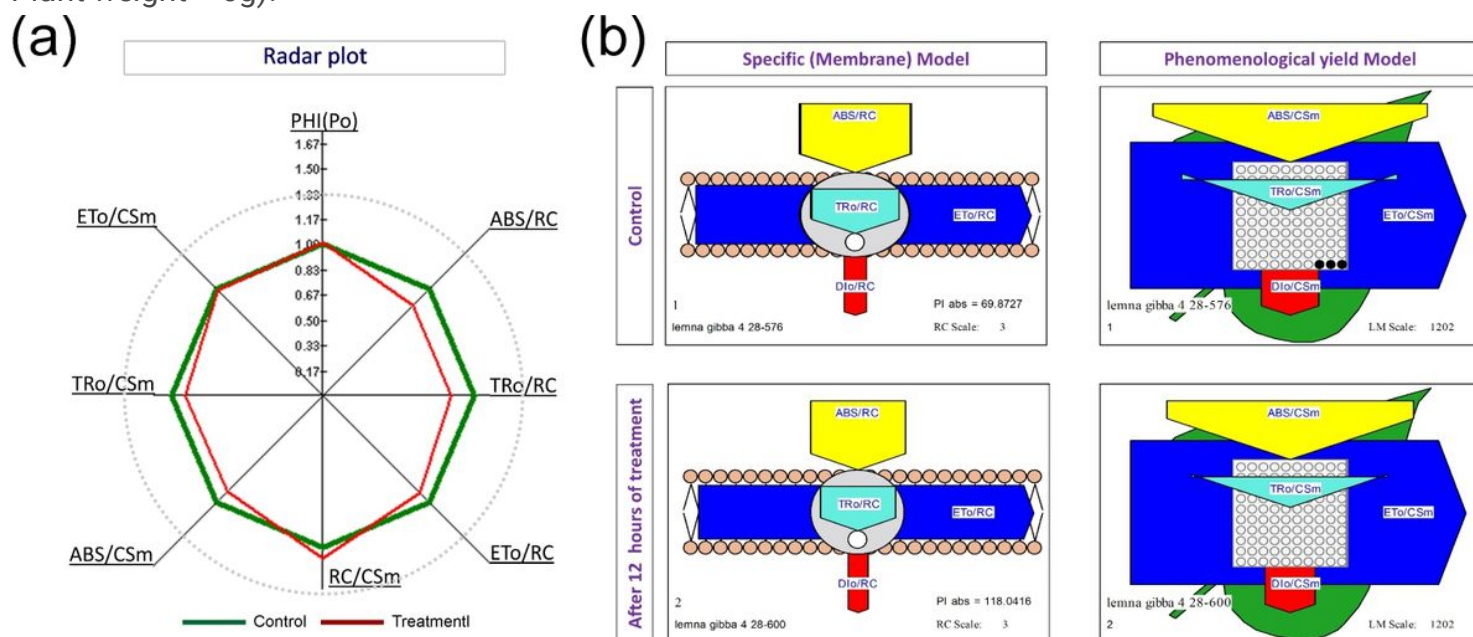 (a)
Radar plot
PHI(Po)
1.67
1.50
1.33
1.17
1.00
0.83
0.67
0.50
0.33
0.17
ETo/CSm
ABS/RC
TRo/CSm
TRo/RC
ABS/CSm
ETo/RC
RC/CSm
Control
Treatmentl
(b)
Specific (Membrane) Model
Phenomenological yield Model
Control
ABS/RC
TRo/RC
ETo/RC
DIo/RC
1
PI abs = 69.8727
lemna gibba 4 28-576
RC Scale: 3
ABS/CSm
TRo/CSm
ETo/CSm
DIo/CSm
lemna gibba 4 28-576
1
LM Scale: 1202
After 12 hours of treatment
ABS/RC
TRo/RC
ETo/RC
DIo/RC
2
PI abs = 118.0416
lemna gibba 4 28-600
RC Scale: 3
ABS/CSm
TRo/CSm
ETo/CSm
DIo/CSm
lemna gibba 4 28-600
2
LM Scale: 1202